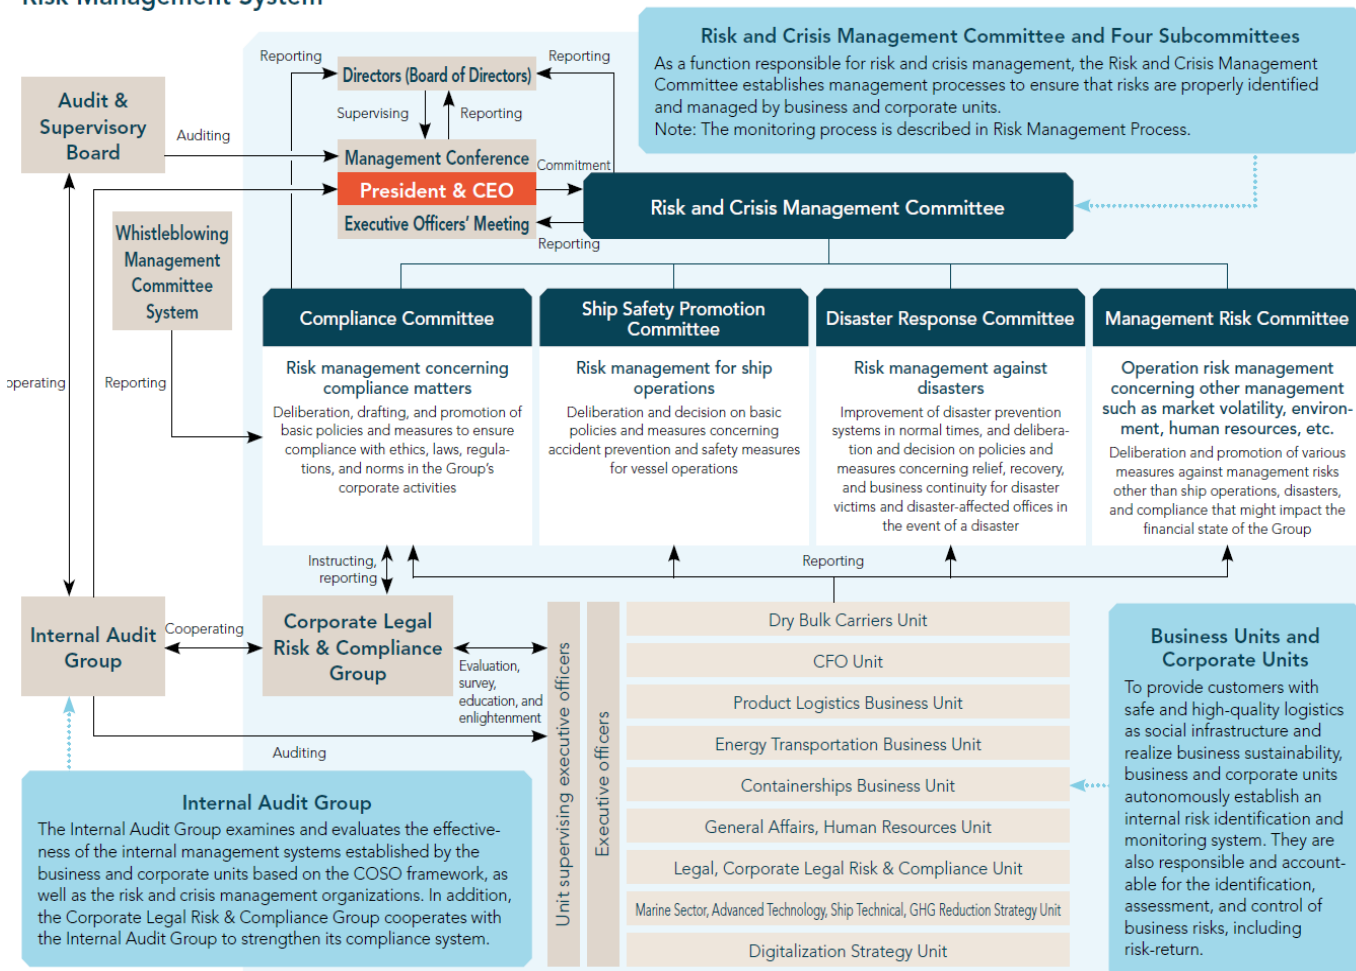 Risk Management System
Risk and Crisis Management Committee and Four Subcommittees
As a function responsible for risk and crisis management, the Risk and Crisis Management
Committee establishes management processes to ensure that risks are properly identified
and managed by business and corporate units.
Note: The monitoring process is described in Risk Management Process.
Reporting
Directors (Board of Directors)
Reporting
Supervising
Reporting
Audit &
Supervisory
Board
Auditing
Management Conference
Commitment
President & CEO
Executive Officers' Meeting
Reporting
Risk and Crisis Management Committee
Whistleblowing
Management
Committee
System
operating
Reporting
Compliance Committee
Risk management concerning
compliance matters
Deliberation, drafting, and promotion of
basic policies and measures to ensure
compliance with ethics, laws, regula-
tions, and norms in the Group's
corporate activities
Ship Safety Promotion
Committee
Risk management for ship
operations
Deliberation and decision on basic
policies and measures concerning
accident prevention and safety measures
for vessel operations
Disaster Response Committee
Risk management against
disasters
Improvement of disaster prevention
systems in normal times, and delibera-
tion and decision on policies and
measures concerning relief, recovery,
and business continuity for disaster
victims and disaster-affected offices in
the event of a disaster
Management Risk Committee
Operation risk management
concerning other management
such as market volatility, environ-
ment, human resources, etc.
Deliberation and promotion of various
measures against management risks
other than ship operations, disasters,
and compliance that might impact the
financial state of the Group
Instructing,
reporting
Reporting
Internal Audit
Group
Cooperating
Corporate Legal
Risk & Compliance
Group
Evaluation,
survey,
education, and
enlightenment
Auditing
Unit supervising executive officers
Executive officers
Dry Bulk Carriers Unit
CFO Unit
Product Logistics Business Unit
Energy Transportation Business Unit
Containerships Business Unit
General Affairs, Human Resources Unit
Legal, Corporate Legal Risk & Compliance Unit
Marine Sector, Advanced Technology, Ship Technical, GHG Reduction Strategy Unit
Digitalization Strategy Unit
Business Units and
Corporate Units
To provide customers with
safe and high-quality logistics
as social infrastructure and
realize business sustainability,
business and corporate units
autonomously establish an
internal risk identification and
monitoring system. They are
also responsible and account-
able for the identification,
assessment, and control of
business risks, including
risk-return.
Internal Audit Group
The Internal Audit Group examines and evaluates the effective-
ness of the internal management systems established by the
business and corporate units based on the COSO framework, as
well as the risk and crisis management organizations. In addition,
the Corporate Legal Risk & Compliance Group cooperates with
the Internal Audit Group to strengthen its compliance system.